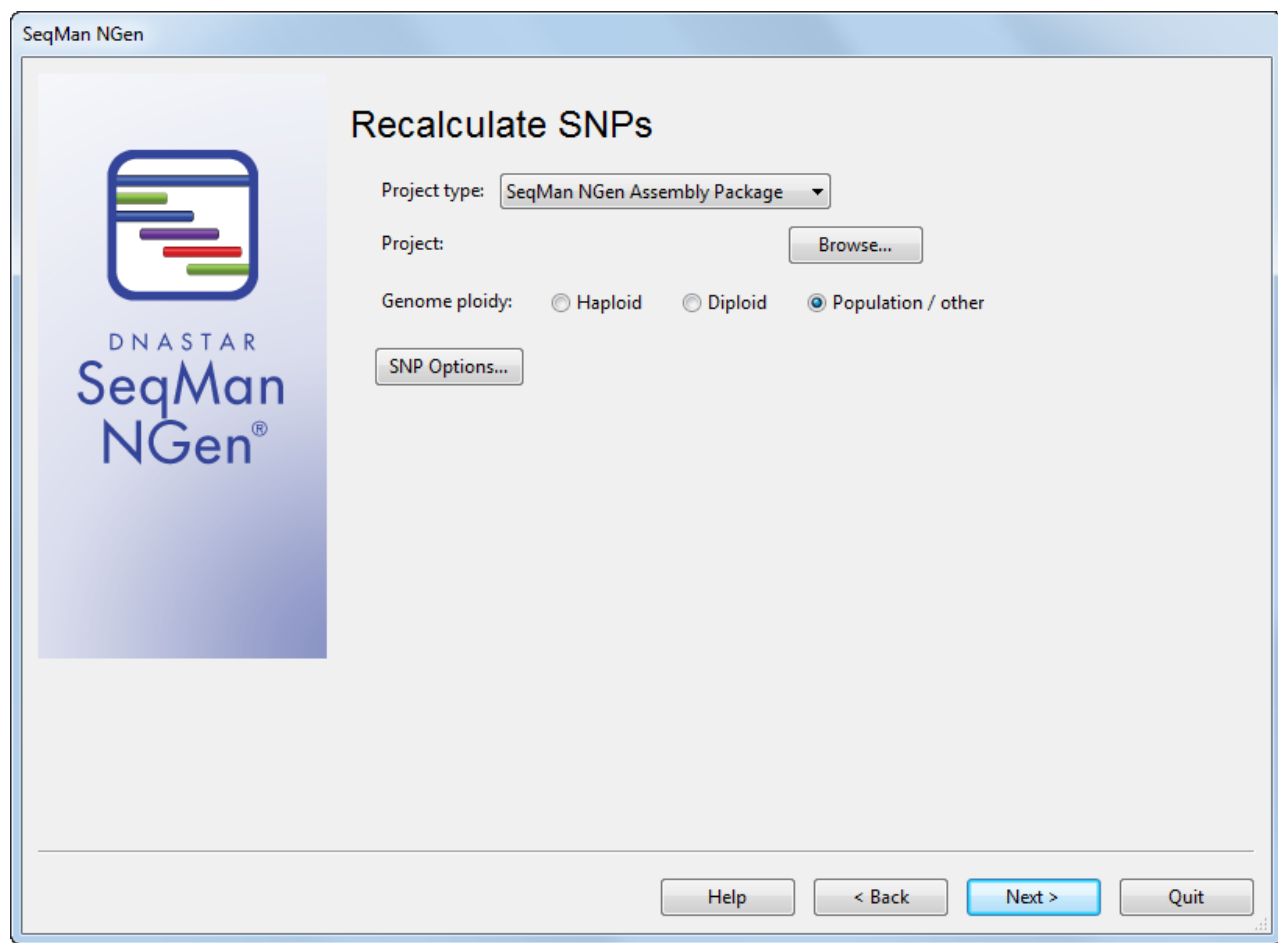 SeqMan NGen
Recalculate SNPs
Project type: SeqMan NGen Assembly Package
Project: Browse...
Genome ploidy: Haploid Diploid Population / other
SNP Options...
DNASTAR
SeqMan
NGen®
Help < Back Next > Quit